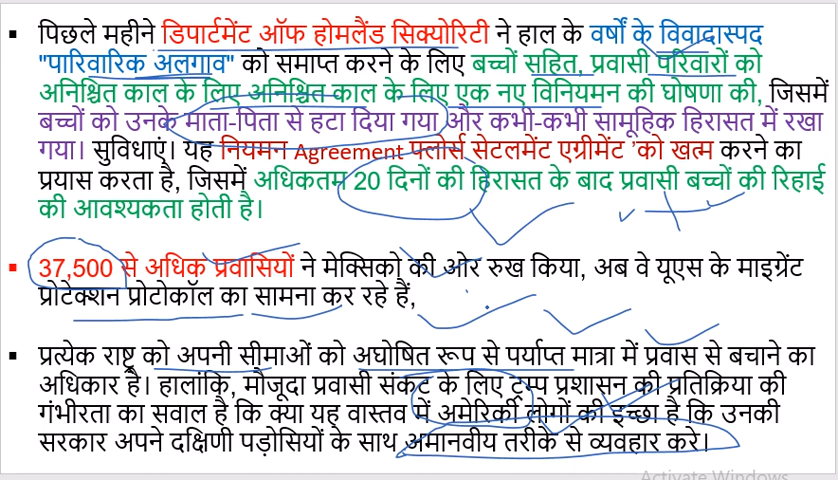 ▪ पिछले महीने डिपार्टमेंट ऑफ होमलैंड सिक्योरिटी ने हाल के वर्षों के विवादास्पद
"पारिवारिक अलगाव" को समाप्त करने के लिए बच्चों सहित, प्रवासी परिवारों को
अनिश्चित काल के लिए अनिश्चित काल के लिए एक नए विनियमन की घोषणा की, जिसमें
बच्चों को उनके माता-पिता से हटा दिया गया और कभी-कभी सामूहिक हिरासत में रखा
गया। सुविधाएं। यह नियमन Agreement फ्लोर्स सेटलमेंट एग्रीमेंट 'को खत्म करने का
प्रयास करता है, जिसमें अधिकतम 20 दिनों की हिरासत के बाद प्रवासी बच्चों की रिहाई
की आवश्यकता होती है।
▪ 37,500 से अधिक प्रवासियों ने मेक्सिको की ओर रुख किया, अब वे यूएस के माइग्रेंट
प्रोटेक्शन प्रोटोकॉल का सामना कर रहे हैं,
▪ प्रत्येक राष्ट्र को अपनी सीमाओं को अघोषित रूप से पर्याप्त मात्रा में प्रवास से बचाने का
अधिकार है। हालांकि, मौजूदा प्रवासी संकट के लिए ट्रम्प प्रशासन की प्रतिक्रिया की
गंभीरता का सवाल है कि क्या यह वास्तव में अमेरिकी लोगों की इच्छा है कि उनकी
सरकार अपने दक्षिणी पड़ोसियों के साथ अमानवीय तरीके से व्यवहार करे।
Activate Windows